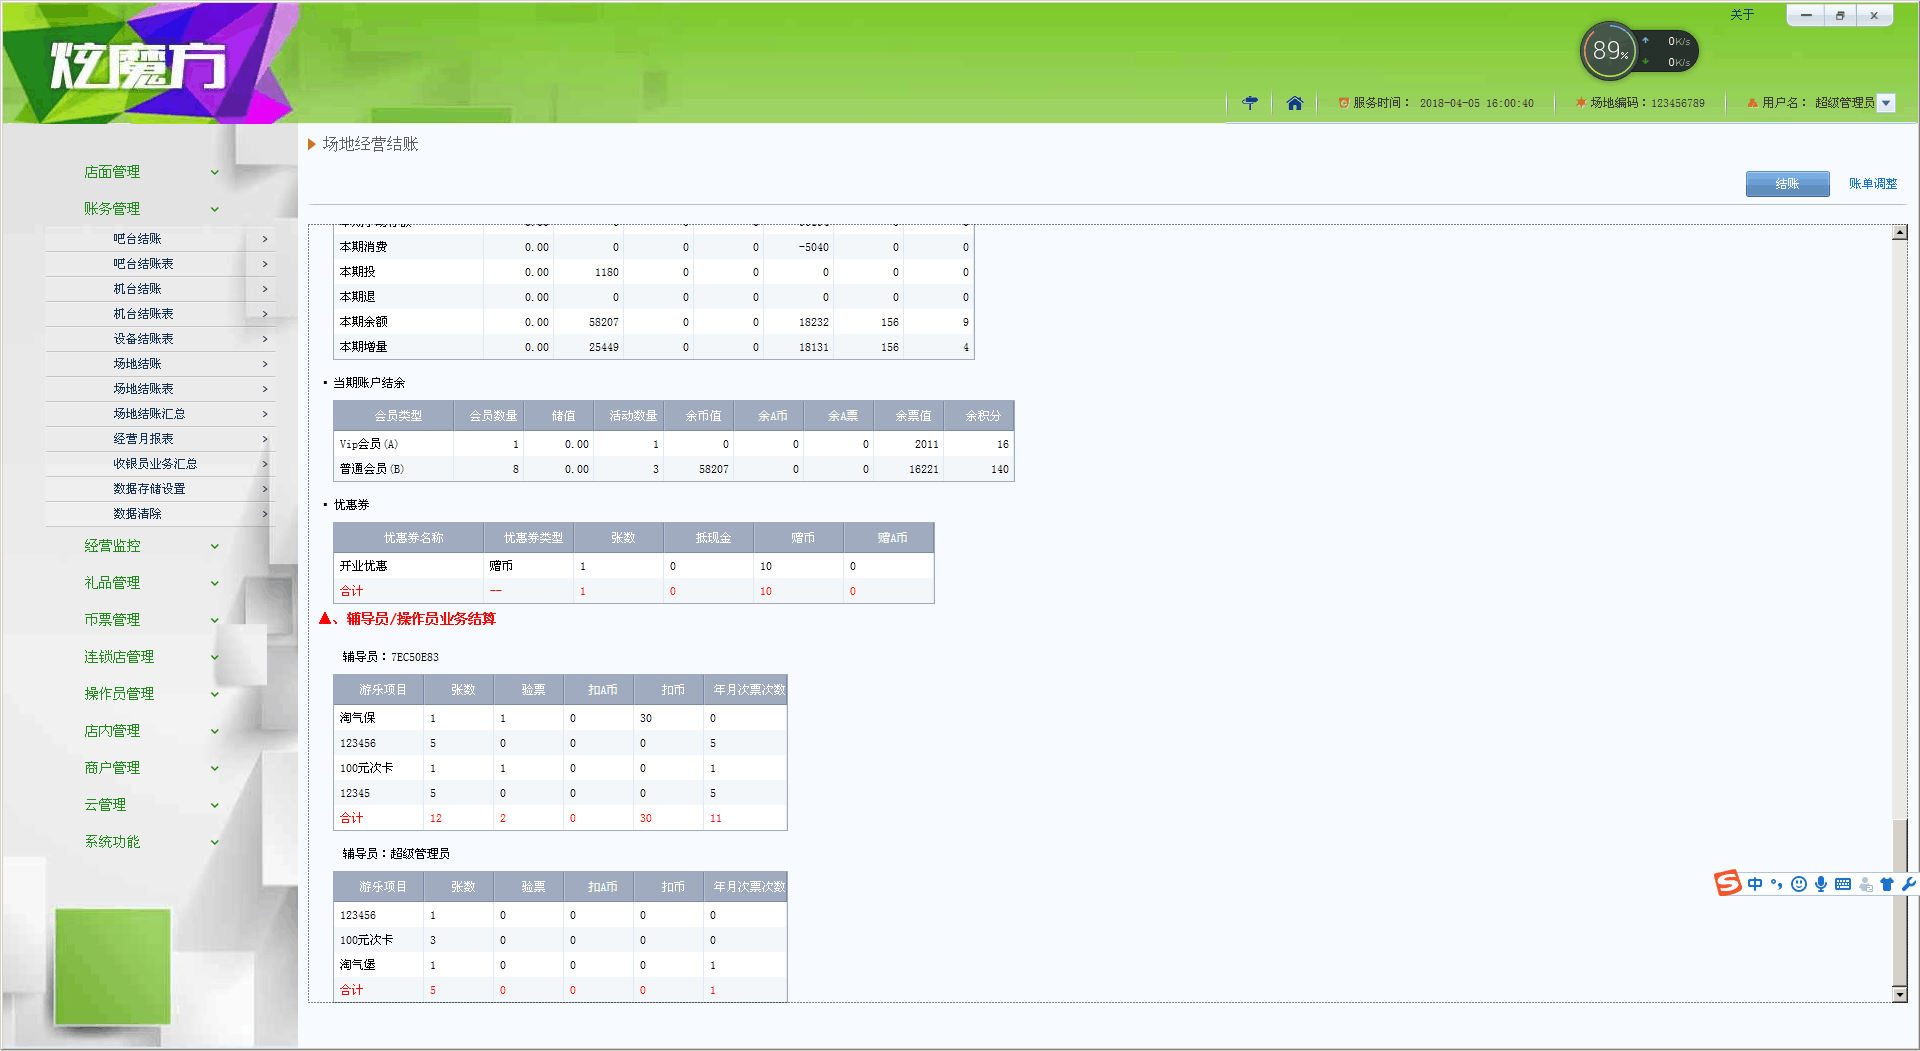 炫魔方
关于
89%
0K/s
0K/s
服务时间： 2018-04-05 16:00:40
场地编码：123456789
用户名： 超级管理员
店面管理
账务管理
吧台结账
吧台结账表
机台结账
机台结账表
设备结账表
场地结账
场地结账表
场地结账汇总
经营月报表
收银员业务汇总
数据存储设置
数据清除
经营监控
礼品管理
币票管理
连锁店管理
操作员管理
店内管理
商户管理
云管理
系统功能
场地经营结账
结账 账单调整
本期消费 0.00 0 0 0 -5040 0 0
本期投 0.00 1180 0 0 0 0 0
本期退 0.00 0 0 0 0 0 0
本期余额 0.00 58207 0 0 18232 156 9
本期增量 0.00 25449 0 0 18131 156 4
当期账户结余
会员类型 会员数量 储值 活动数量 余币值 余A币 余A票 余票值 余积分
Vip会员(A) 1 0.00 1 0 0 0 2011 16
普通会员(B) 8 0.00 3 58207 0 0 16221 140
优惠券
优惠券名称 优惠券类型 张数 抵现金 赠币 赠A币
开业优惠 赠币 1 0 10 0
合计 -- 1 0 10 0
▲、辅导员/操作员业务结算
辅导员：7EC50E83
游乐项目 张数 验票 扣A币 扣币 年月次票次数
淘气保 1 1 0 30 0
123456 5 0 0 0 5
100元次卡 1 1 0 0 1
12345 5 0 0 0 5
合计 12 2 0 30 11
辅导员：超级管理员
游乐项目 张数 验票 扣A币 扣币 年月次票次数
123456 1 0 0 0 0
100元次卡 3 0 0 0 0
淘气堡 1 0 0 0 1
合计 5 0 0 0 1
中